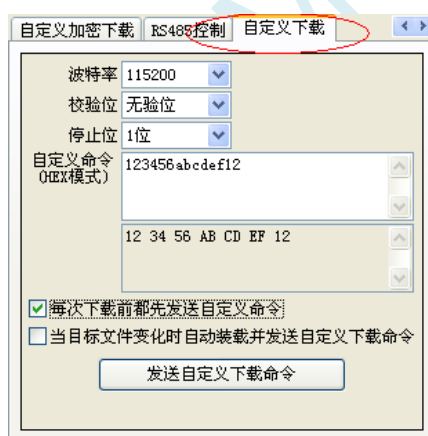 自定义加密下载 RS485控制 自定义下载
波特率 115200
校验位 无验位
停止位 1位
自定义命令 123456abcdef12
(HEX模式)
12 34 56 AB CD EF 12
每次下载前都先发送自定义命令
当目标文件变化时自动装载并发送自定义下载命令
发送自定义下载命令